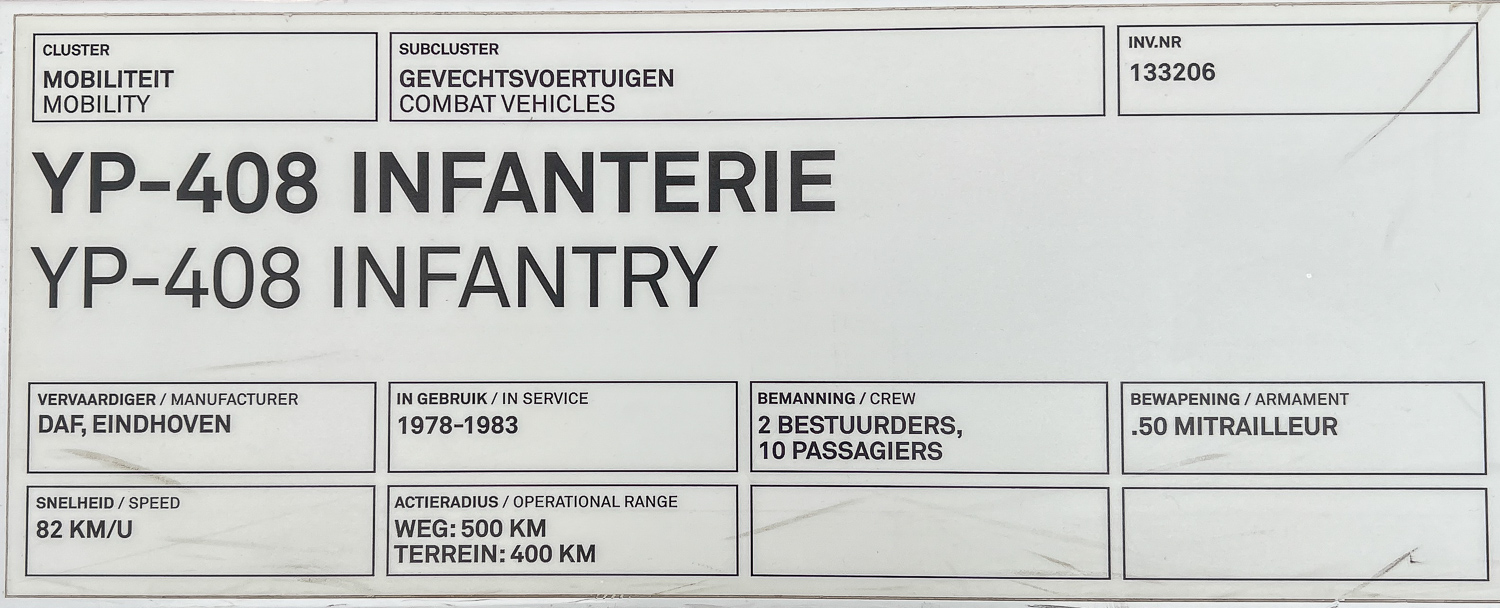 CLUSTER
MOBILITEIT
MOBILITY
SUBCLUSTER
GEVECHTSVOERTUIGEN
COMBAT VEHICLES
INV.NR
133206
YP-408 INFANTERIE
YP-408 INFANTRY
VERVAARDIGER / MANUFACTURER
DAF, EINDHOVEN
IN GEBRUIK / IN SERVICE
1978-1983
BEMANNING / CREW
2 BESTUURDERS,
10 PASSAGIERS
BEWAPENING / ARMAMENT
.50 MITRAILLEUR
SNELHEID / SPEED
82 KM/U
ACTIERADIUS / OPERATIONAL RANGE
WEG: 500 KM
TERREIN: 400 KM